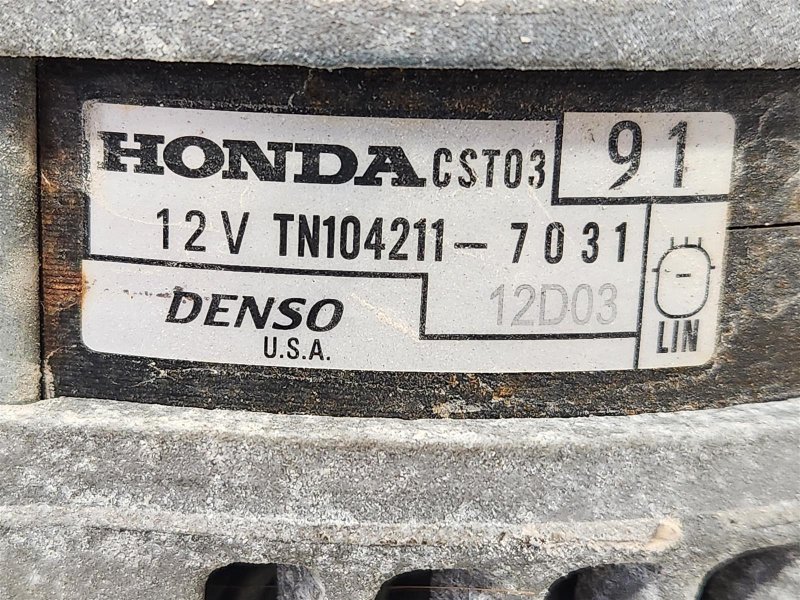 HONDA CST03 91
12V TN104211-7031
DENSO 12D03
U.S.A. LIN